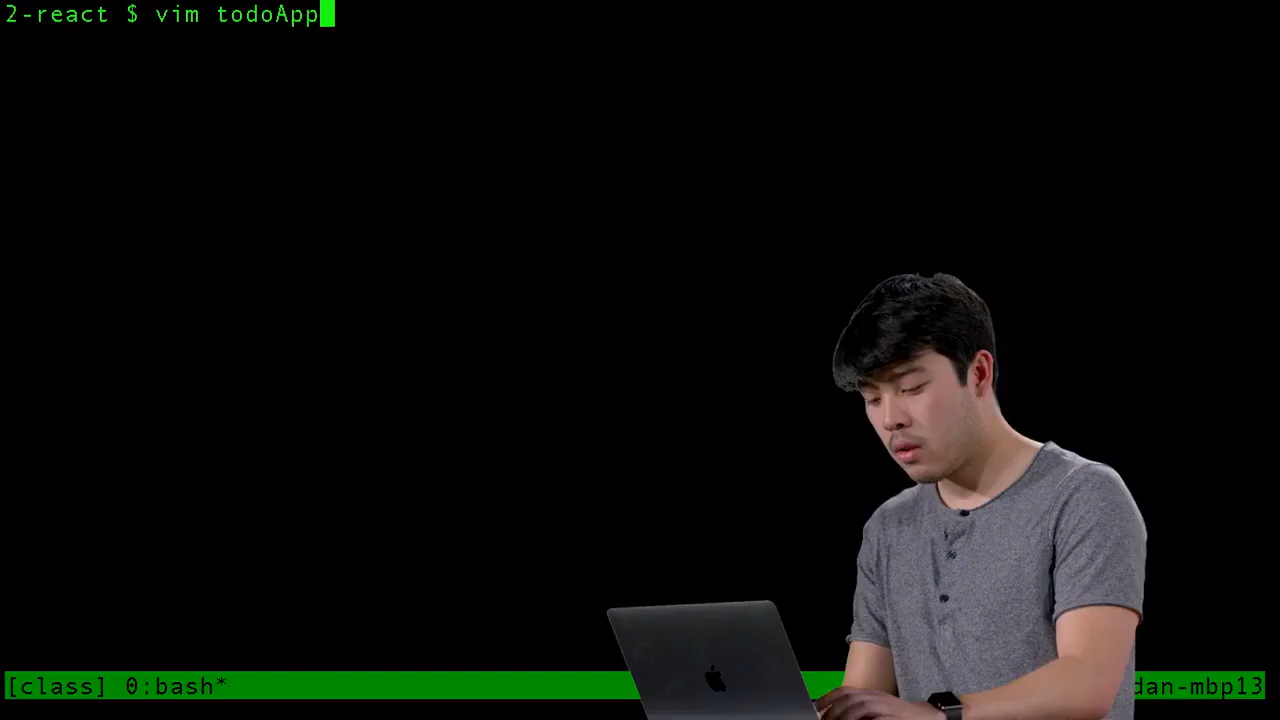 2-react $ vim todoApp
[class] 0:bash* dan-mbp13